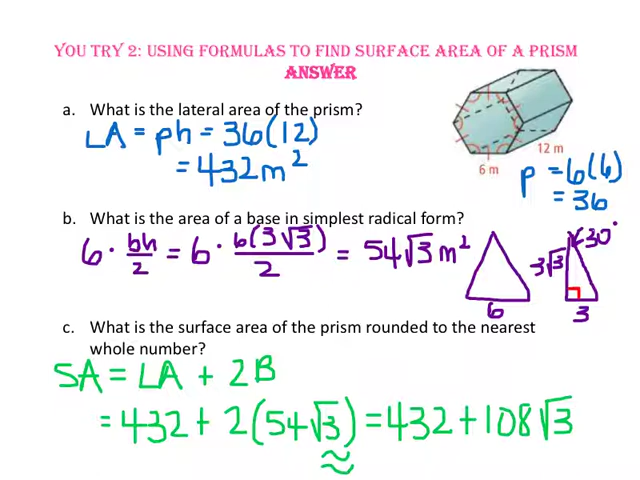 YOU TRY 2: USING FORMULAS TO FIND SURFACE AREA OF A PRISM
ANSWER
a. What is the lateral area of the prism?
LA = ph = 36(12)
= 432 m²
12 m
6 m
p = 6(6)
= 36
b. What is the area of a base in simplest radical form?
6 · bh/2 = 6 · 6(3√3)/2 = 54√3 m²
6
30°
3√3
3
c. What is the surface area of the prism rounded to the nearest
whole number?
SA = LA + 2B
= 432 + 2(54√3) = 432 + 108√3
≈